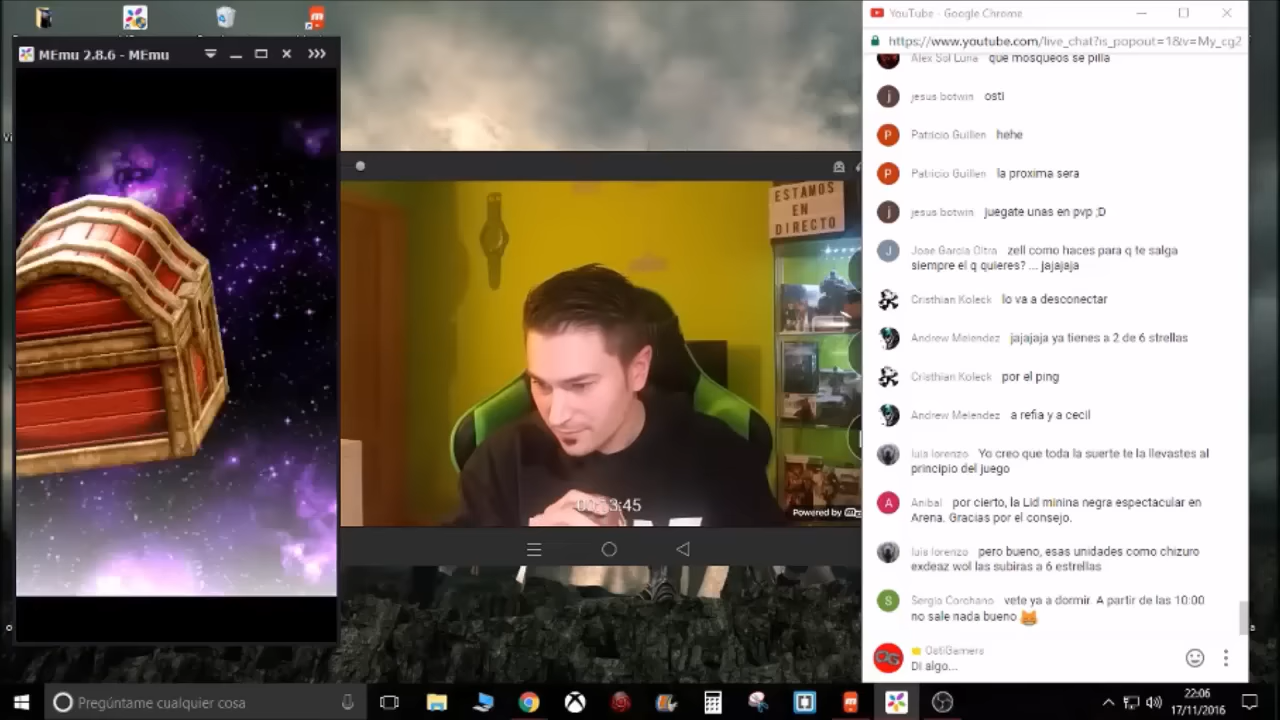 MEmu 2.8.6 - MEmu
YouTube - Google Chrome
https://www.youtube.com/live_chat?is_popout=1&v=My_cg2
ESTAMOS
EN
DIRECTO
Alex Sol Luna que mosqueos se pilla
j jesus botwin osti
P Patricio Guillen hehe
P Patricio Guillen la proxima sera
j jesus botwin juegate unas en pvp ;D
J Jose Garcia Oltra zell como haces para q te salga
siempre el q quieres? ... jajajaja
Cristhian Koleck lo va a desconectar
Andrew Melendez jajajaja ya tienes a 2 de 6 strellas
Cristhian Koleck por el ping
Andrew Melendez a refia y a cecil
luis lorenzo Yo creo que toda la suerte te la llevastes al
principio del juego
A Anibal por cierto, la Lid minina negra espectacular en
Arena. Gracias por el consejo.
luis lorenzo pero bueno, esas unidades como chizuro
exdeaz wol las subiras a 6 estrellas
S Sergio Corchano vete ya a dormir A partir de las 10:00
no sale nada bueno
OG OstiGamers
Di algo...
Powered by
Pregúntame cualquier cosa
22:06
17/11/2016